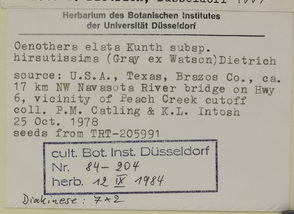 Herbarium des Botanischen Institutes
der Universität Düsseldorf
Oenothera elata Kunth subsp.
hirsutissima (Gray ex Watson)Dietrich
source: U.S.A., Texas, Brazos Co., ca.
17 km NW Navasota River bridge on Hwy
6, vicinity of Peach Creek cutoff
coll. P.M. Catling & K.L. Intosh
25 Oct. 1978
seeds from TRT-205991
cult. Bot. Inst. Düsseldorf
Nr. 84-204
herb. 12 IX 1984
Diakinese: 7×2